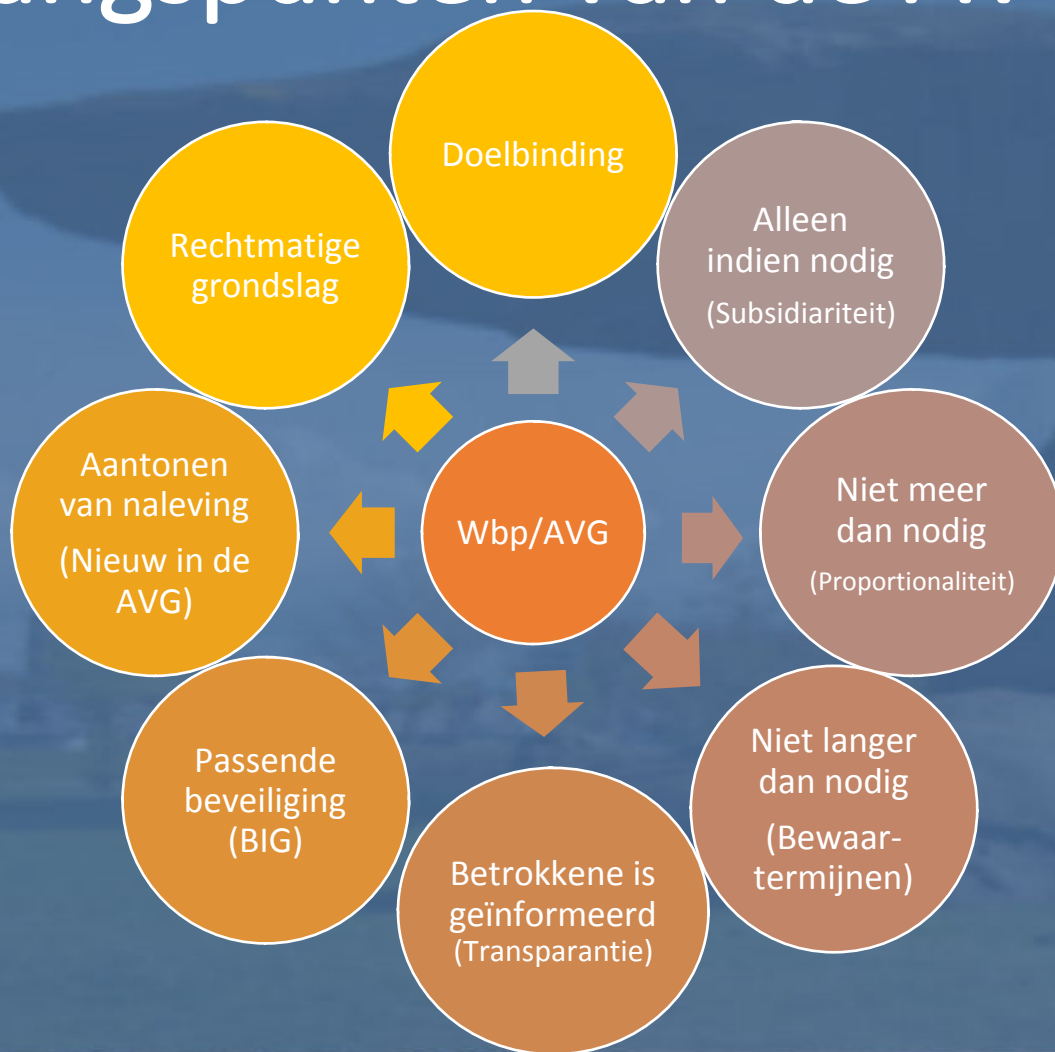 Doelbinding
Alleen
indien nodig
(Subsidiariteit)
Niet meer
dan nodig
(Proportionaliteit)
Niet langer
dan nodig
(Bewaar-
termijnen)
Betrokkene is
geïnformeerd
(Transparantie)
Passende
beveiliging
(BIG)
Aantonen
van naleving
(Nieuw in de
AVG)
Rechtmatige
grondslag
Wbp/AVG